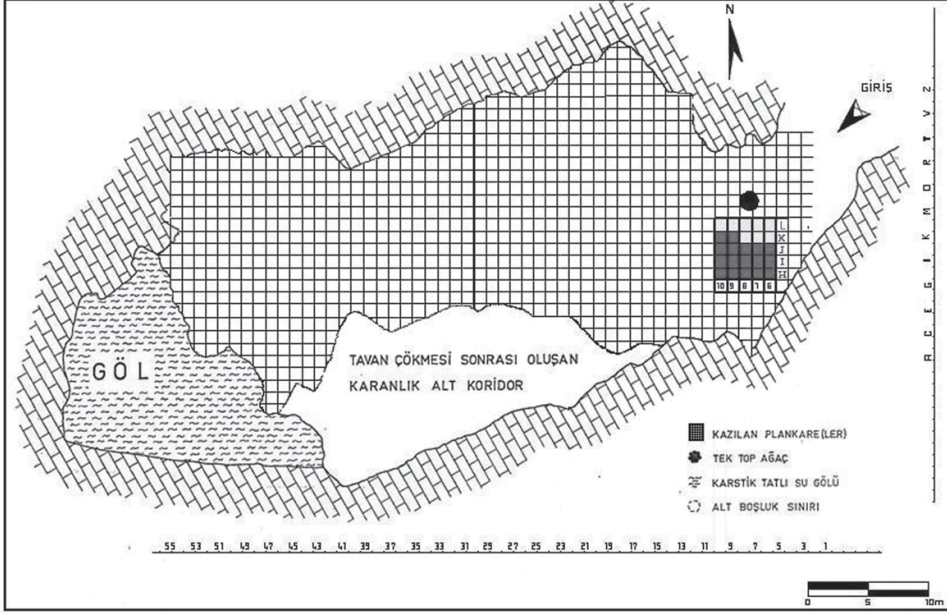 N
GİRİŞ
A C E G I K M O R T V Z
L
K
J
I
H
10 9 8 7 6
GÖL
TAVAN ÇÖKMESİ SONRASI OLUŞAN
KARANLIK ALT KORİDOR
KAZILAN PLANKARE(LER)
TEK TOP AĞAÇ
KARSTİK TATLI SU GÖLÜ
ALT BOŞLUK SINIRI
55 53 51 49 47 45 43 41 39 37 35 33 31 29 27 25 23 21 19 17 15 13 11 9 7 5 3 1
0 5 10m